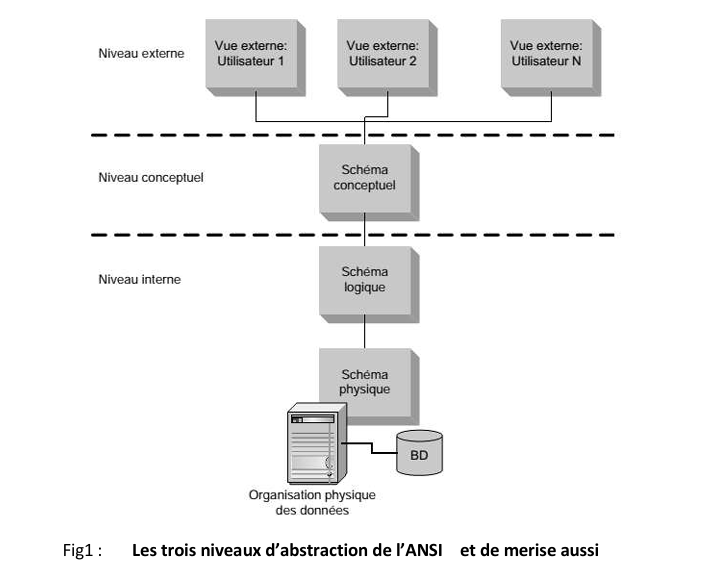 Niveau externe
Vue externe:
Utilisateur 1
Vue externe:
Utilisateur 2
Vue externe:
Utilisateur N
Niveau conceptuel
Schéma
conceptuel
Niveau interne
Schéma
logique
Schéma
physique
BD
Organisation physique
des données
Fig1 : Les trois niveaux d’abstraction de l’ANSI et de merise aussi